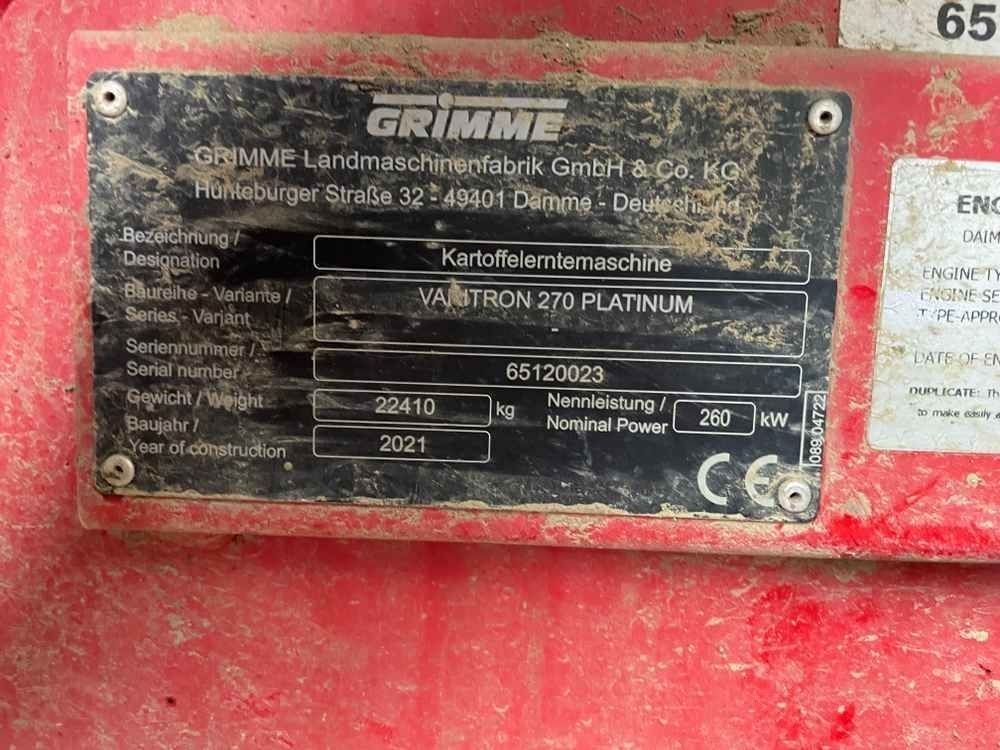 65
GRIMME
GRIMME Landmaschinenfabrik GmbH & Co. KG
Hunteburger Straße 32 - 49401 Damme - Deutschland
Bezeichnung /
Designation
Kartoffelerntemaschine
Baureihe - Variante /
Series - Variant
VARITRON 270 PLATINUM
-
Seriennummer /
Serial number
65120023
Gewicht / Weight
22410 kg
Nennleistung /
Nominal Power
260 kW
Baujahr /
Year of construction
2021
CE
089.04722
ENG
DAIM
ENGINE TY
ENGINE SE
TYPE-APPRO
DATE OF EN
DUPLICATE: TH
to make easily